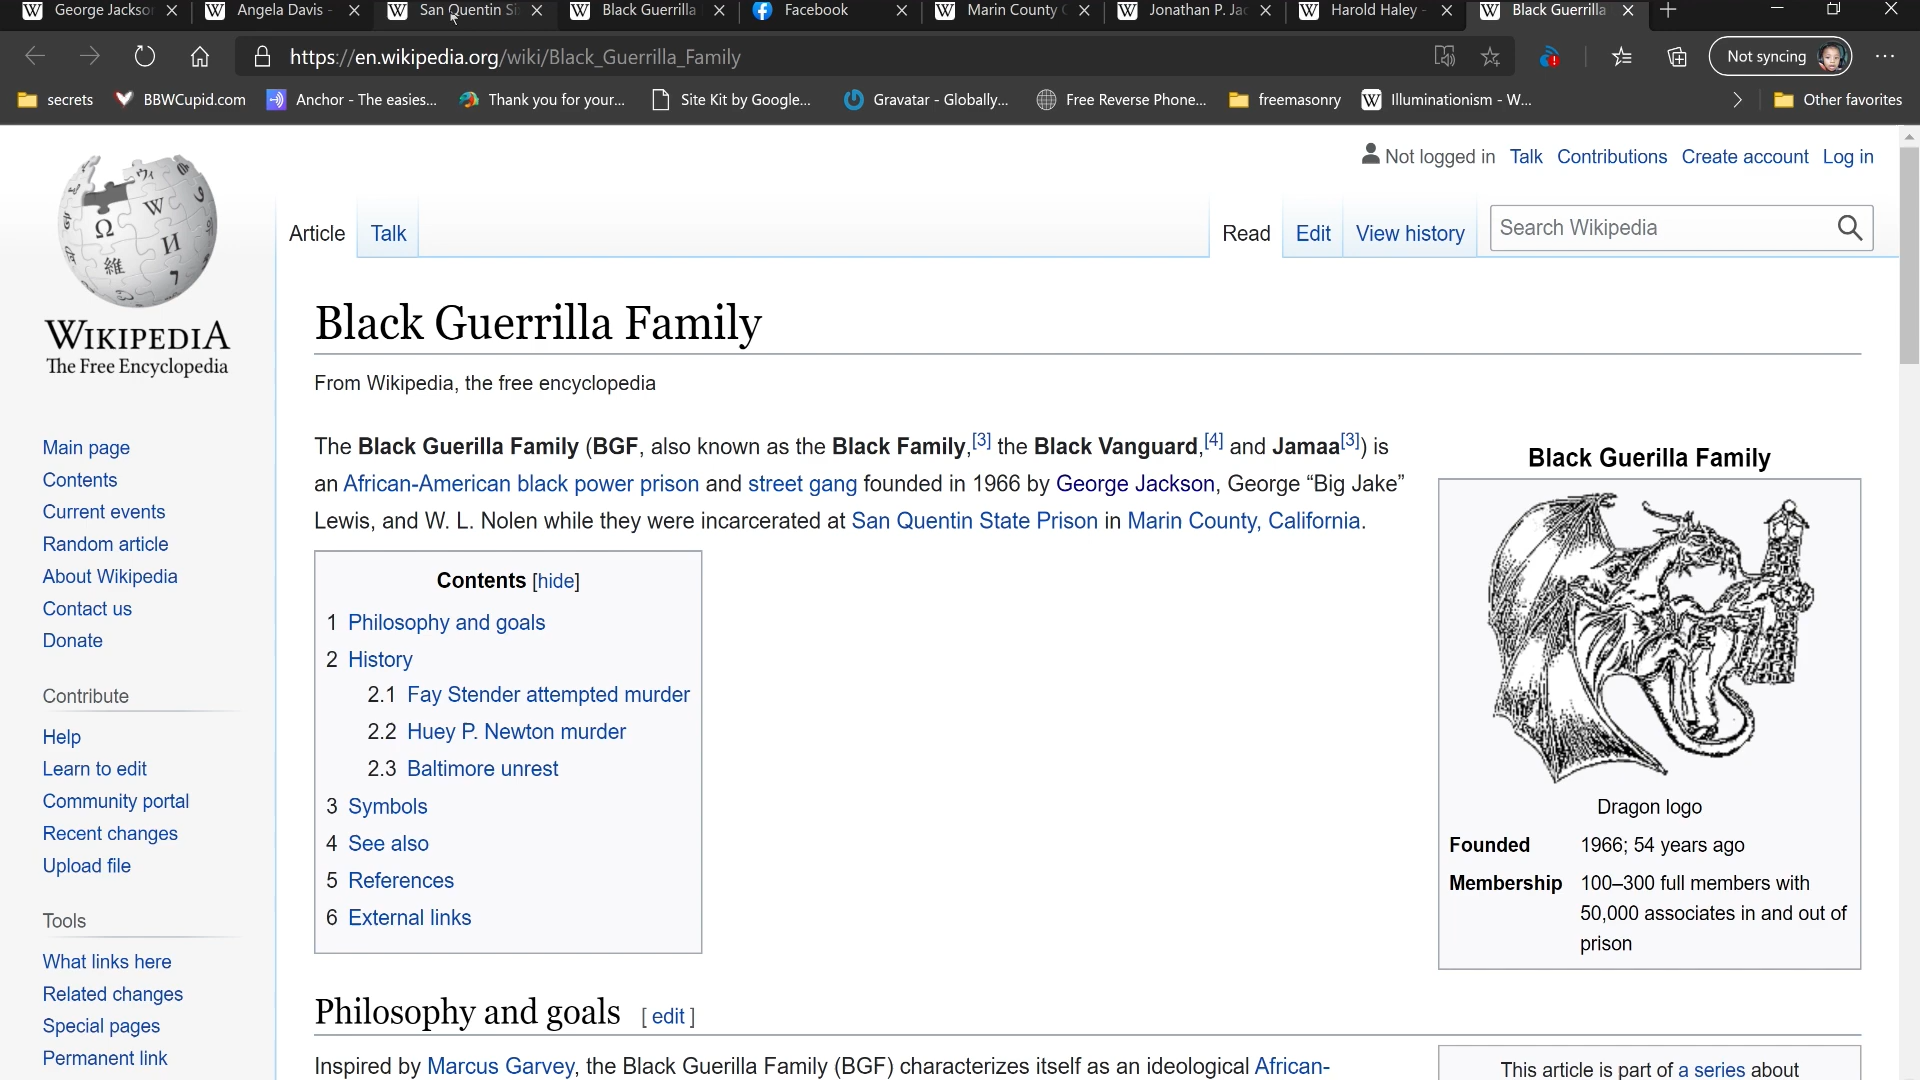 George Jackson
Angela Davis -
San Quentin Si
Black Guerrilla
Facebook
Marin County C
Jonathan P. Jac
Harold Haley -
Black Guerrilla
https://en.wikipedia.org/wiki/Black_Guerrilla_Family
Not syncing
secrets
BBWCupid.com
Anchor - The easies...
Thank you for your...
Site Kit by Google...
Gravatar - Globally...
Free Reverse Phone...
freemasonry
Illuminationism - W...
Other favorites
Not logged in Talk Contributions Create account Log in
Article Talk
Read Edit View history
Search Wikipedia
WIKIPEDIA
The Free Encyclopedia
Main page
Contents
Current events
Random article
About Wikipedia
Contact us
Donate
Contribute
Help
Learn to edit
Community portal
Recent changes
Upload file
Tools
What links here
Related changes
Special pages
Permanent link
Black Guerrilla Family
From Wikipedia, the free encyclopedia
The Black Guerilla Family (BGF, also known as the Black Family,[3] the Black Vanguard,[4] and Jamaa[3]) is
an African-American black power prison and street gang founded in 1966 by George Jackson, George “Big Jake”
Lewis, and W. L. Nolen while they were incarcerated at San Quentin State Prison in Marin County, California.
Contents [hide]
1 Philosophy and goals
2 History
2.1 Fay Stender attempted murder
2.2 Huey P. Newton murder
2.3 Baltimore unrest
3 Symbols
4 See also
5 References
6 External links
Black Guerilla Family
Dragon logo
Founded 1966; 54 years ago
Membership 100–300 full members with
50,000 associates in and out of
prison
Philosophy and goals [ edit ]
Inspired by Marcus Garvey, the Black Guerilla Family (BGF) characterizes itself as an ideological African-
This article is part of a series about